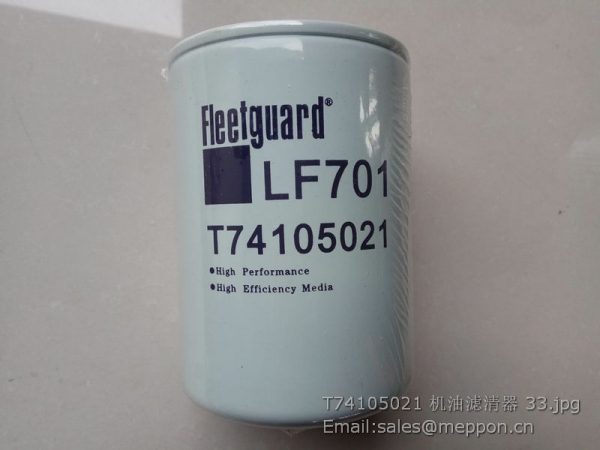 Fleetguard®
LF701
T74105021
●High Performance
●High Efficiency Media
T74105021 机油滤清器 33.jpg
Email:sales@meppon.cn